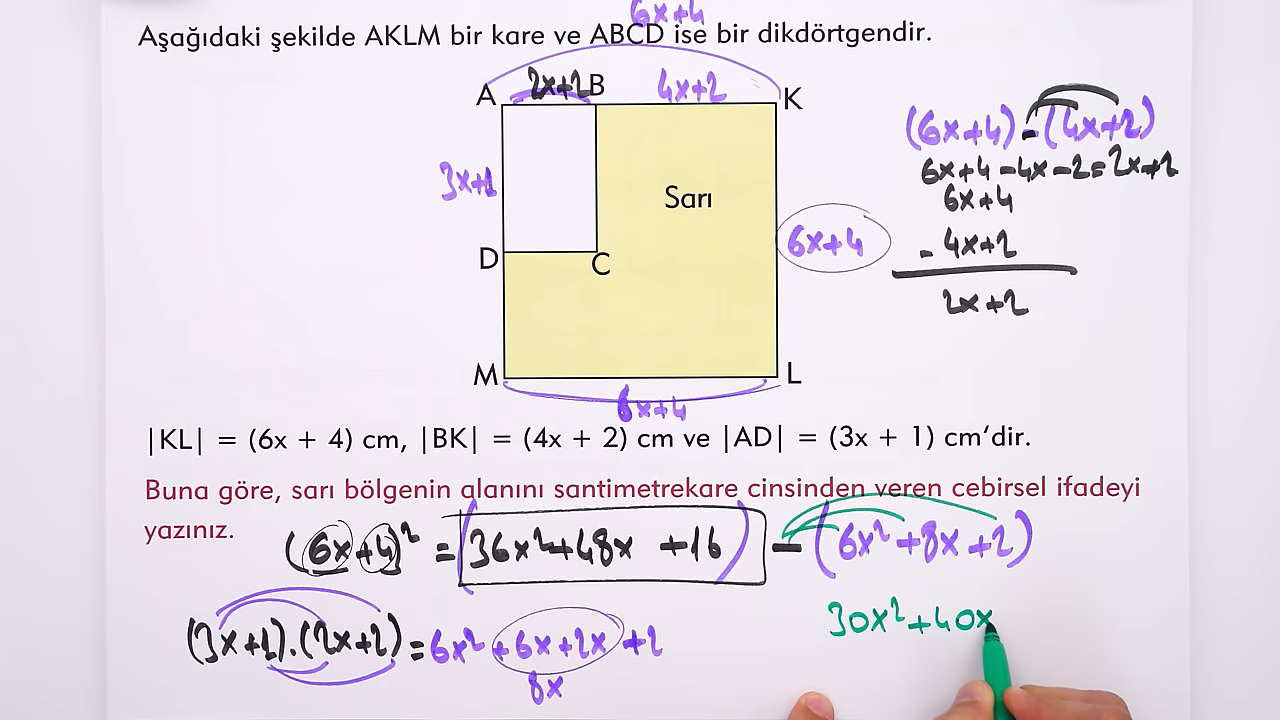 6x+4
Aşağıdaki şekilde AKLM bir kare ve ABCD ise bir dikdörtgendir.
A 2x+2 B 4x+2 K
(6x+4) - (4x+2)
6x+4-4x-2=2x+2
3x+1 Sarı
6x+4
6x+4
- 4x+2
D C
2x+2
M L
6x+4
|KL| = (6x + 4) cm, |BK| = (4x + 2) cm ve |AD| = (3x + 1) cm'dir.
Buna göre, sarı bölgenin alanını santimetrekare cinsinden veren cebirsel ifadeyi
yazınız.
(6x+4)² = (36x²+48x +16) - (6x²+8x+2)
30x²+40x
(3x+1).(2x+2)=6x²+6x+2x+2
8x